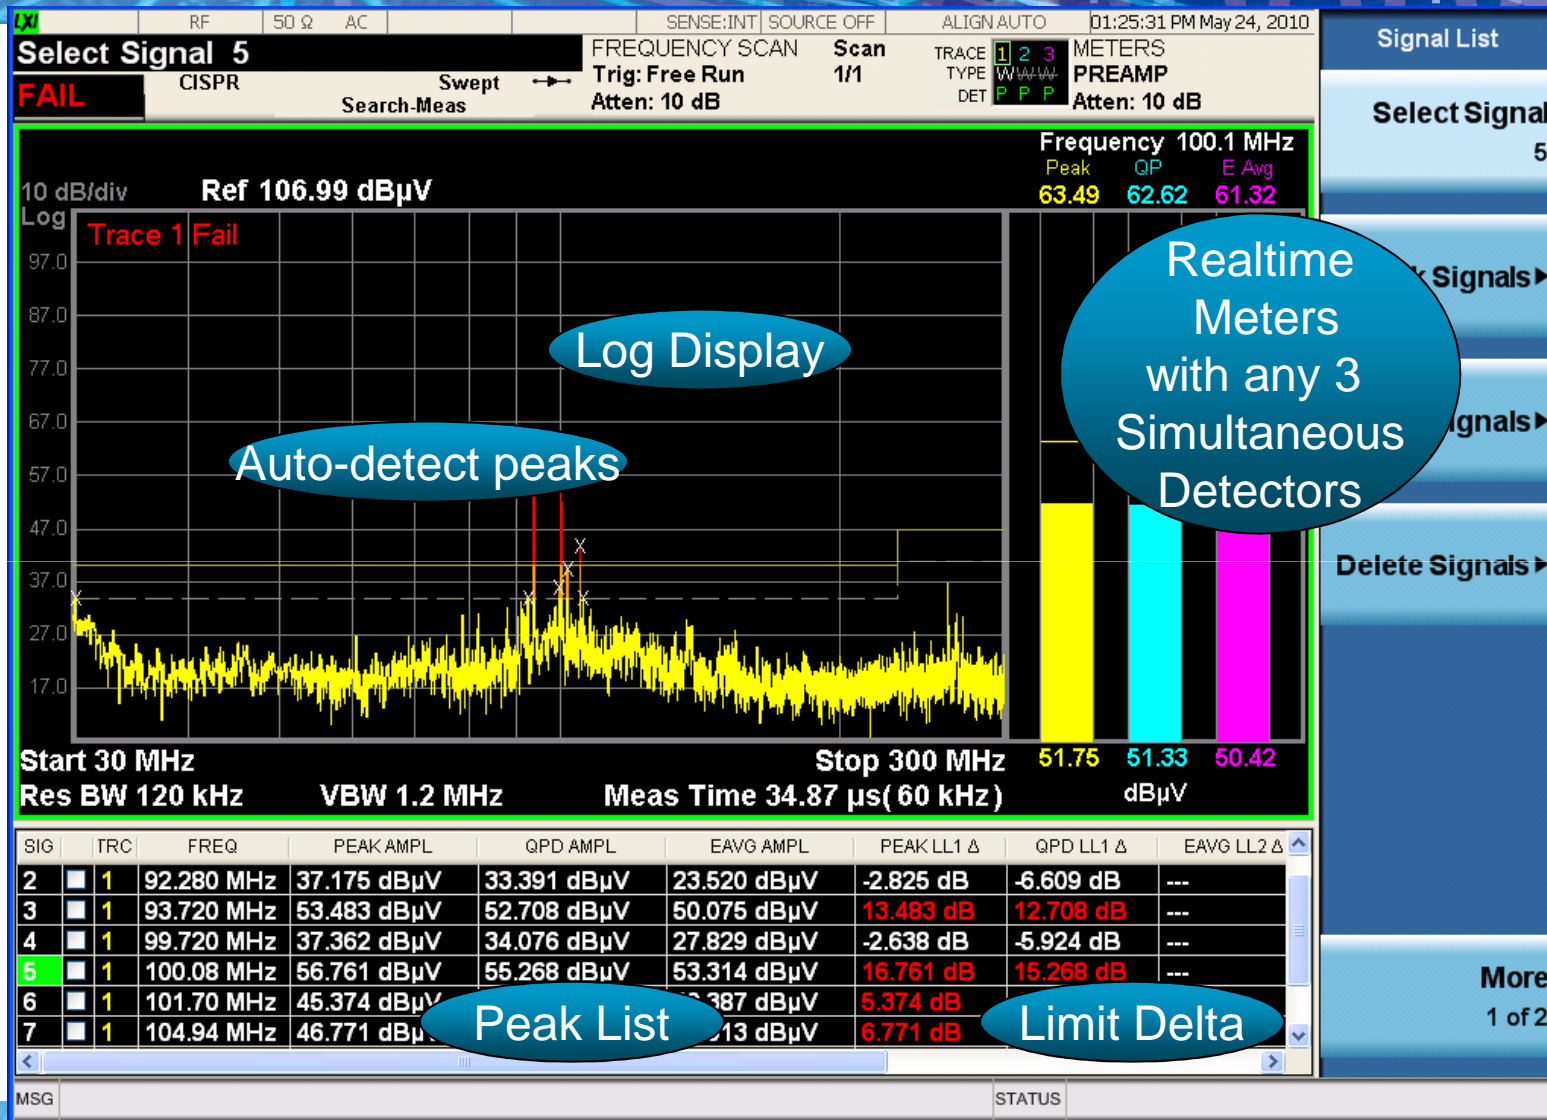 LXI RF 50 Ω AC SENSE:INT SOURCE OFF ALIGN AUTO 01:25:31 PM May 24, 2010
Select Signal 5
FREQUENCY SCAN Scan TRACE 1 2 3 METERS
FAIL CISPR Swept Trig: Free Run 1/1 TYPE W W W PREAMP
Search-Meas Atten: 10 dB DET P P P Atten: 10 dB
Signal List
Select Signal
5
Signals
ignals
Delete Signals
More
1 of 2
Frequency 100.1 MHz
Peak QP E Avg
63.49 62.62 61.32
10 dB/div Ref 106.99 dBµV
Log
Trace 1 Fail
97.0
87.0
77.0
67.0
57.0
47.0
37.0
27.0
17.0
Log Display
Auto-detect peaks
Realtime
Meters
with any 3
Simultaneous
Detectors
Start 30 MHz Stop 300 MHz
51.75 51.33 50.42
dBµV
Res BW 120 kHz VBW 1.2 MHz Meas Time 34.87 µs( 60 kHz )
SIG TRC FREQ PEAK AMPL QPD AMPL EAVG AMPL PEAK LL1 Δ QPD LL1 Δ EAVG LL2 Δ
2 1 92.280 MHz 37.175 dBµV 33.391 dBµV 23.520 dBµV -2.825 dB -6.609 dB ---
3 1 93.720 MHz 53.483 dBµV 52.708 dBµV 50.075 dBµV 13.483 dB 12.708 dB ---
4 1 99.720 MHz 37.362 dBµV 34.076 dBµV 27.829 dBµV -2.638 dB -5.924 dB ---
5 1 100.08 MHz 56.761 dBµV 55.268 dBµV 53.314 dBµV 16.761 dB 15.268 dB ---
6 1 101.70 MHz 45.374 dBµV 387 dBµV 5.374 dB
7 1 104.94 MHz 46.771 dBµV 13 dBµV 6.771 dB
Peak List
Limit Delta
MSG STATUS